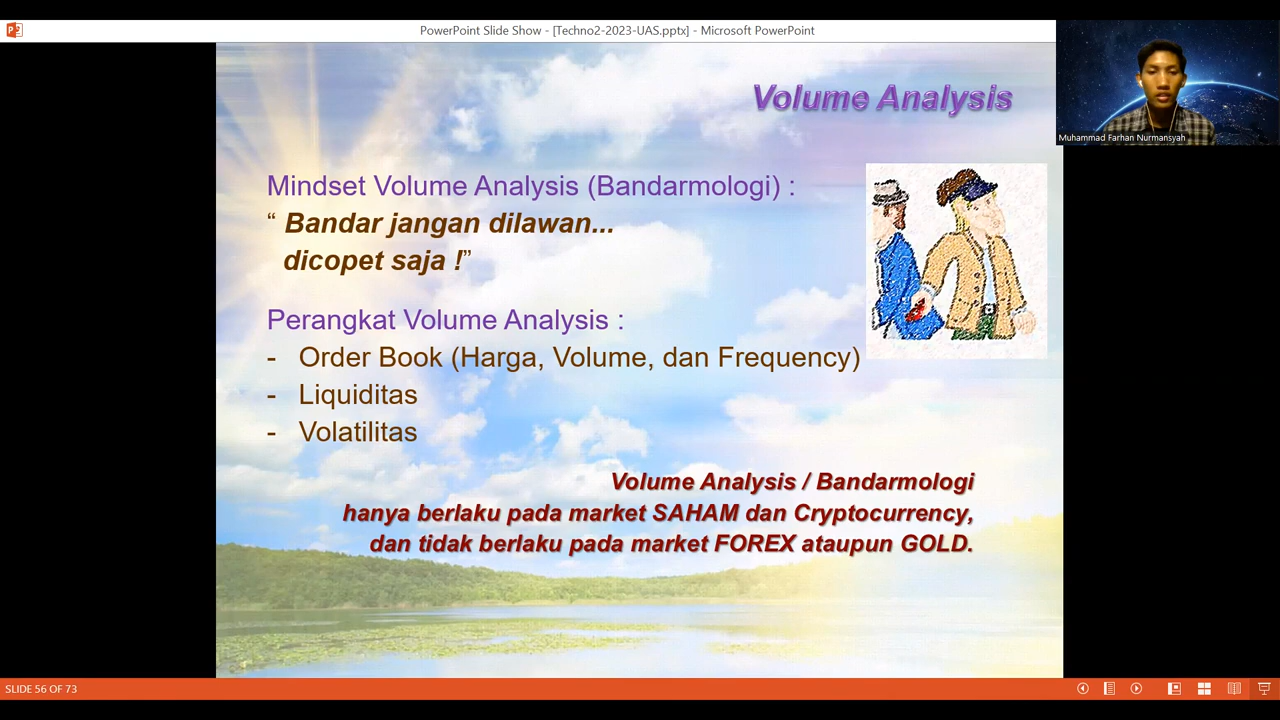 PowerPoint Slide Show - [Techno2-2023-UAS.pptx] - Microsoft PowerPoint
Volume Analysis
Muhammad Farhan Nurmansyah
Mindset Volume Analysis (Bandarmologi) :
“ Bandar jangan dilawan...
dicopet saja !”
Perangkat Volume Analysis :
- Order Book (Harga, Volume, dan Frequency)
- Liquiditas
- Volatilitas
Volume Analysis / Bandarmologi
hanya berlaku pada market SAHAM dan Cryptocurrency,
dan tidak berlaku pada market FOREX ataupun GOLD.
SLIDE 56 OF 73